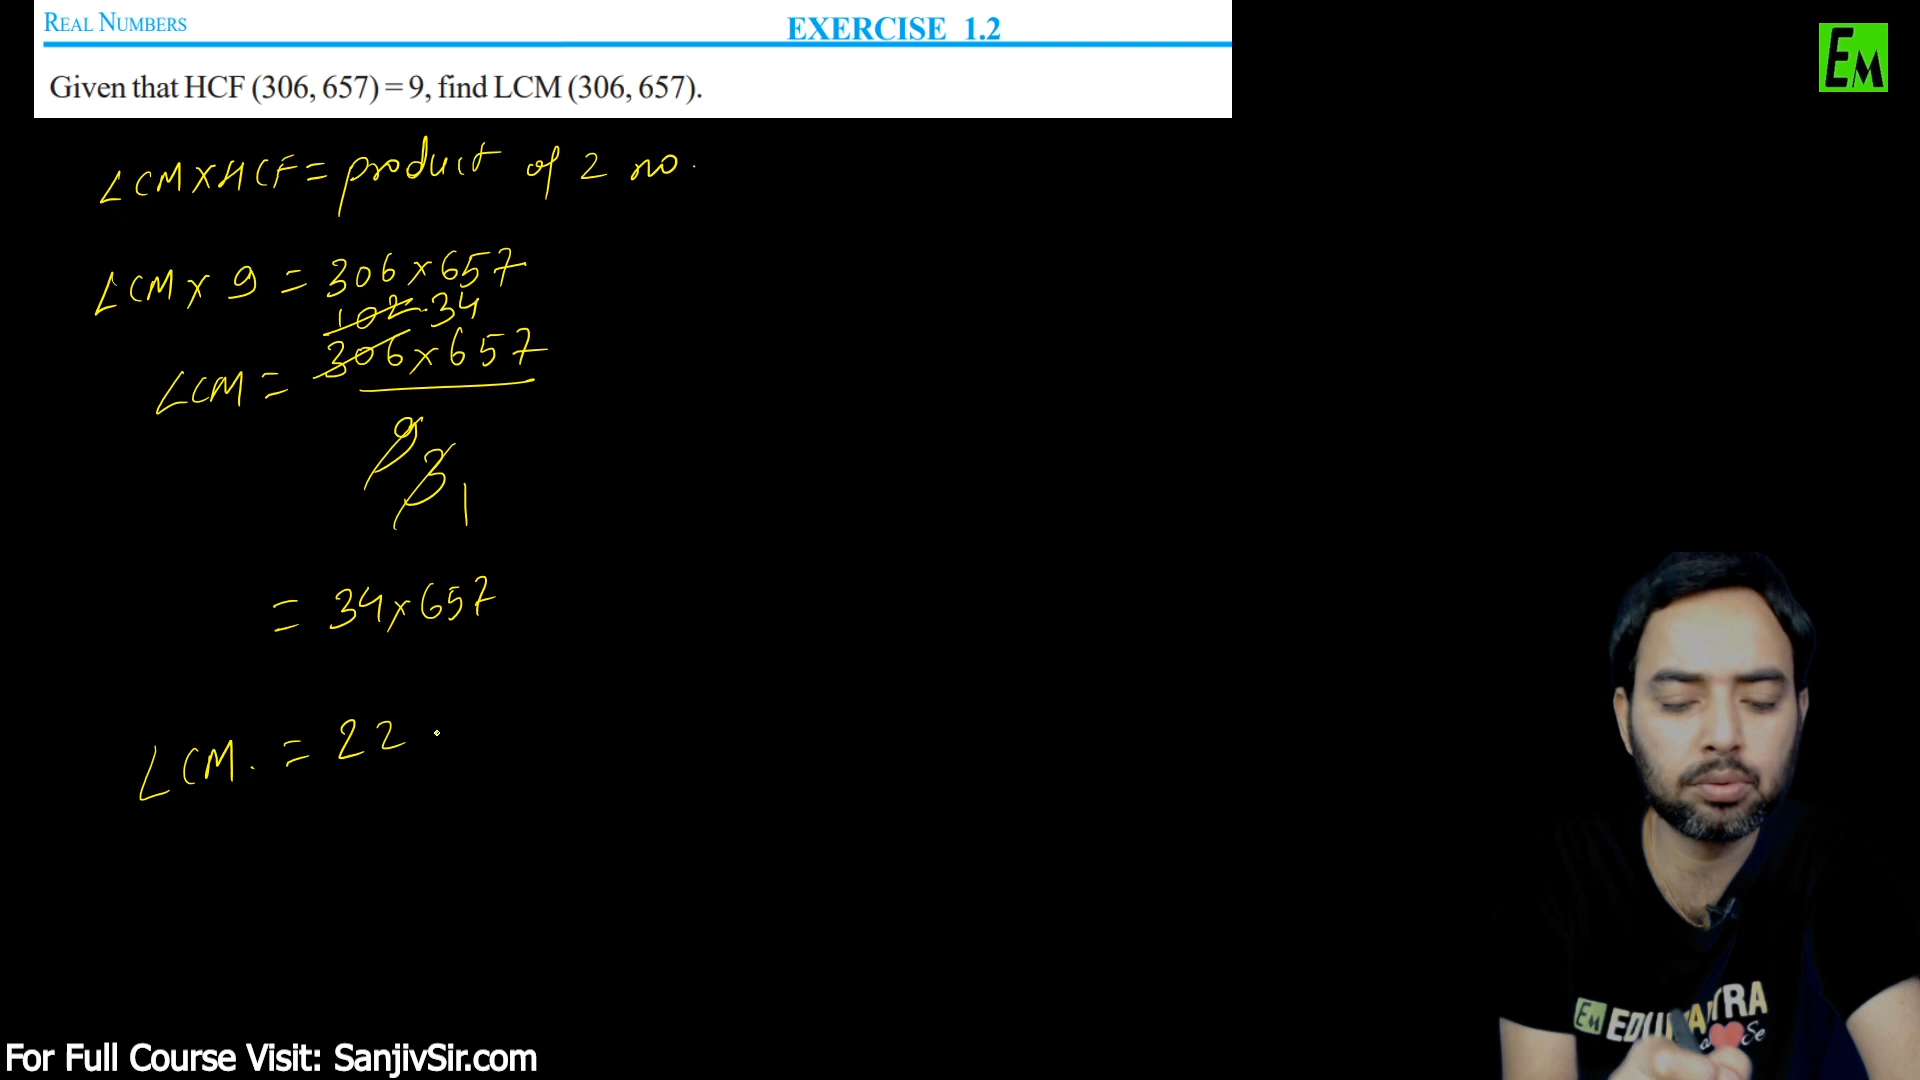 REAL NUMBERS
EXERCISE 1.2
EM
Given that HCF (306, 657) = 9, find LCM (306, 657).
LCM×HCF = product of 2 no.
LCM × 9 = 306×657
102 34
LCM = 306×657
9
3
1
= 34×657
LCM. = 22
EM
For Full Course Visit: SanjivSir.com